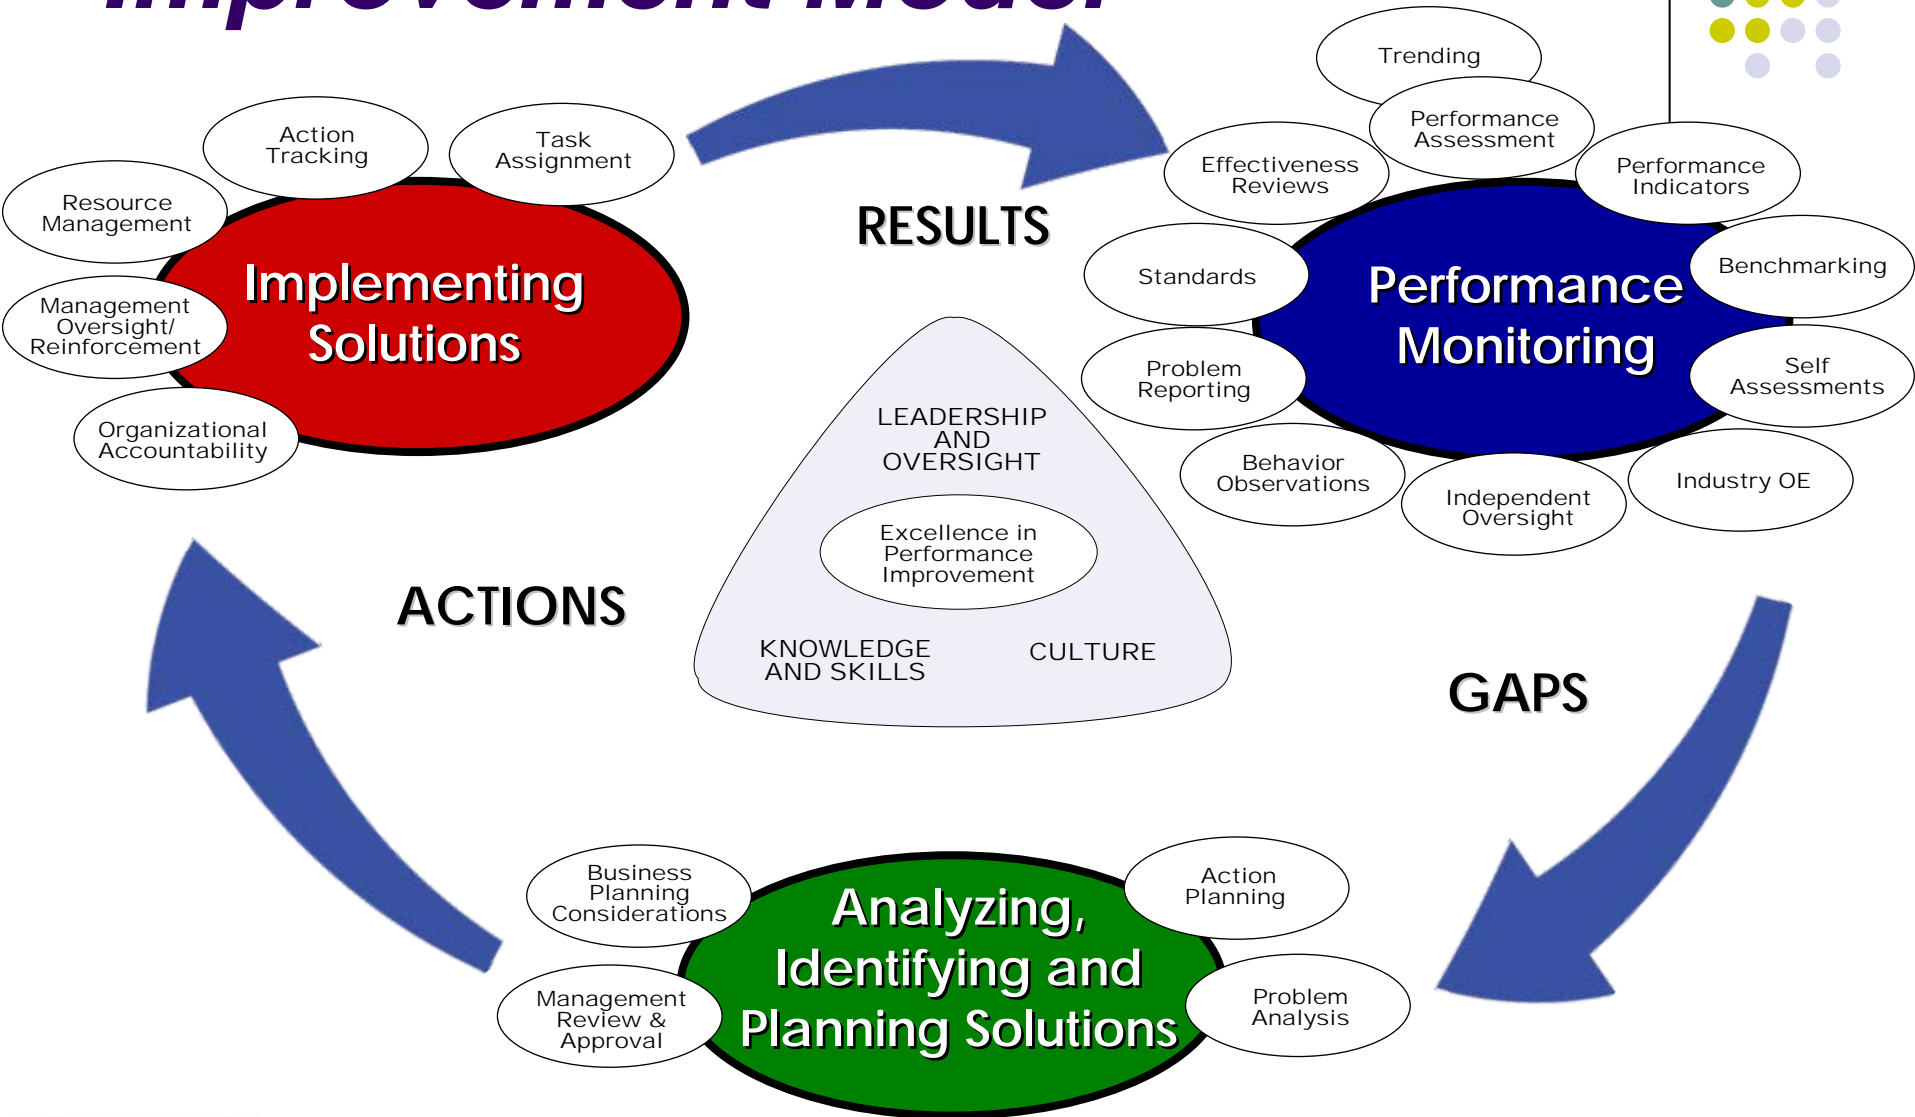 Improvement Model
Trending
Performance
Assessment
Action
Tracking
Task
Assignment
Effectiveness
Reviews
Performance
Indicators
Resource
Management
RESULTS
Benchmarking
Standards
Implementing
Solutions
Performance
Monitoring
Management
Oversight/
Reinforcement
Problem
Reporting
Self
Assessments
Organizational
Accountability
LEADERSHIP
AND
OVERSIGHT
Behavior
Observations
Independent
Oversight
Industry OE
Excellence in
Performance
Improvement
ACTIONS
KNOWLEDGE
AND SKILLS
CULTURE
GAPS
Business
Planning
Considerations
Action
Planning
Analyzing,
Identifying and
Planning Solutions
Management
Review &
Approval
Problem
Analysis